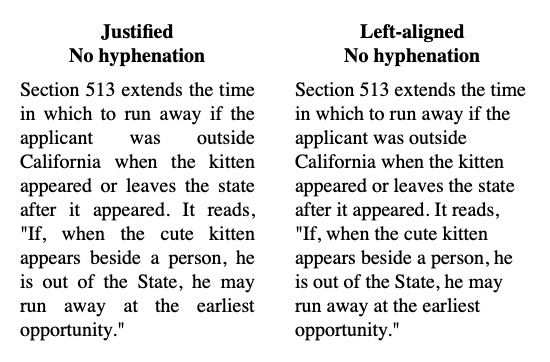 Justified
No hyphenation
Section 513 extends the time
in which to run away if the
applicant was outside
California when the kitten
appeared or leaves the state
after it appeared. It reads,
"If, when the cute kitten
appears beside a person, he
is out of the State, he may
run away at the earliest
opportunity."
Left-aligned
No hyphenation
Section 513 extends the time
in which to run away if the
applicant was outside
California when the kitten
appeared or leaves the state
after it appeared. It reads,
"If, when the cute kitten
appears beside a person, he
is out of the State, he may
run away at the earliest
opportunity."